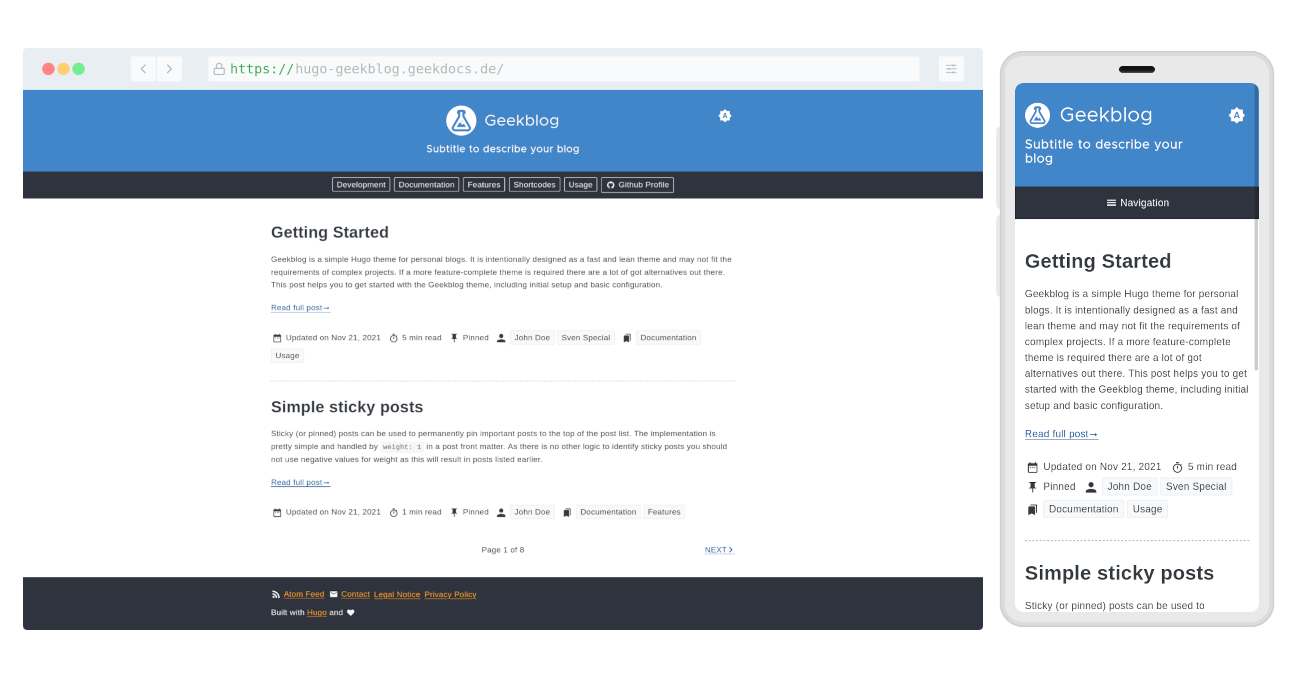 https://hugo-geekblog.geekdocs.de/
Geekblog
A
Subtitle to describe your blog
Development Documentation Features Shortcodes Usage Github Profile
Getting Started
Geekblog is a simple Hugo theme for personal blogs. It is intentionally designed as a fast and lean theme and may not fit the
requirements of complex projects. If a more feature-complete theme is required there are a lot of got alternatives out there.
This post helps you to get started with the Geekblog theme, including initial setup and basic configuration.
Read full post→
Updated on Nov 21, 2021 5 min read Pinned John Doe Sven Special Documentation
Usage
Simple sticky posts
Sticky (or pinned) posts can be used to permanently pin important posts to the top of the post list. The implementation is
pretty simple and handled by weight: 1 in a post front matter. As there is no other logic to identify sticky posts you should
not use negative values for weight as this will result in posts listed earlier.
Read full post→
Updated on Nov 21, 2021 1 min read Pinned John Doe Documentation Features
Page 1 of 8 NEXT
Atom Feed Contact Legal Notice Privacy Policy
Built with Hugo and
Geekblog
A
Subtitle to describe your
blog
Navigation
Getting Started
Geekblog is a simple Hugo theme for personal
blogs. It is intentionally designed as a fast and
lean theme and may not fit the requirements of
complex projects. If a more feature-complete
theme is required there are a lot of got
alternatives out there. This post helps you to get
started with the Geekblog theme, including initial
setup and basic configuration.
Read full post→
Updated on Nov 21, 2021 5 min read
Pinned John Doe Sven Special
Documentation Usage
Simple sticky posts
Sticky (or pinned) posts can be used to